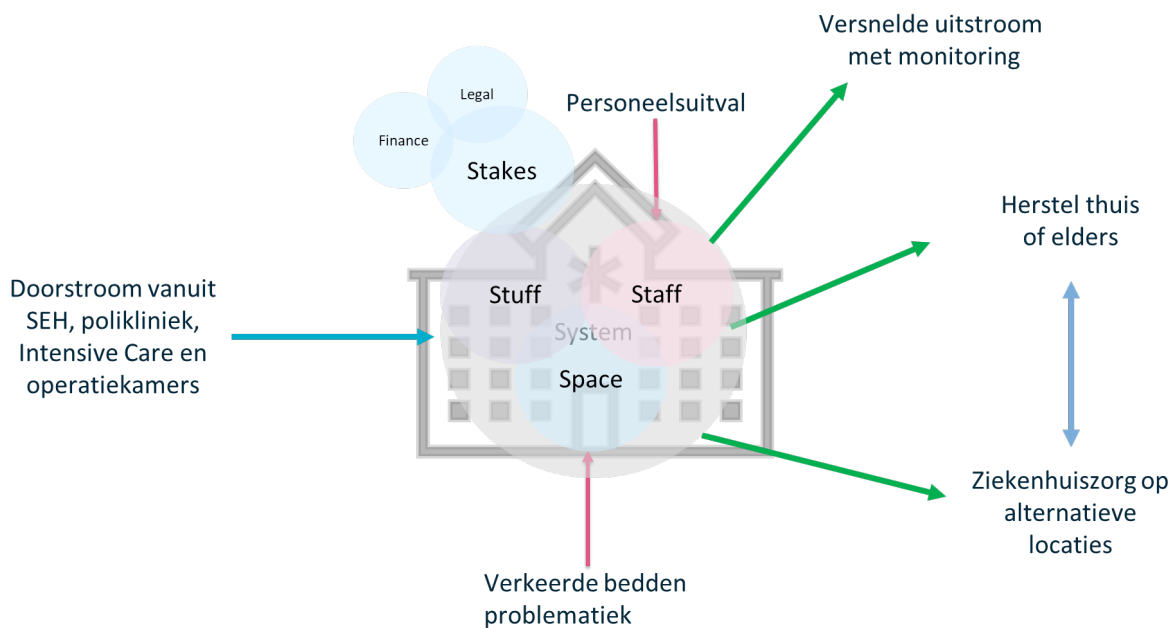 Versnelde uitstroom
met monitoring
Legal
Personeelsuitval
Finance
Stakes
Herstel thuis
of elders
Doorstroom vanuit
SEH, polikliniek,
Intensive Care en
operatiekamers
Stuff
Staff
System
Space
Ziekenhuiszorg op
alternatieve
locaties
Verkeerde bedden
problematiek